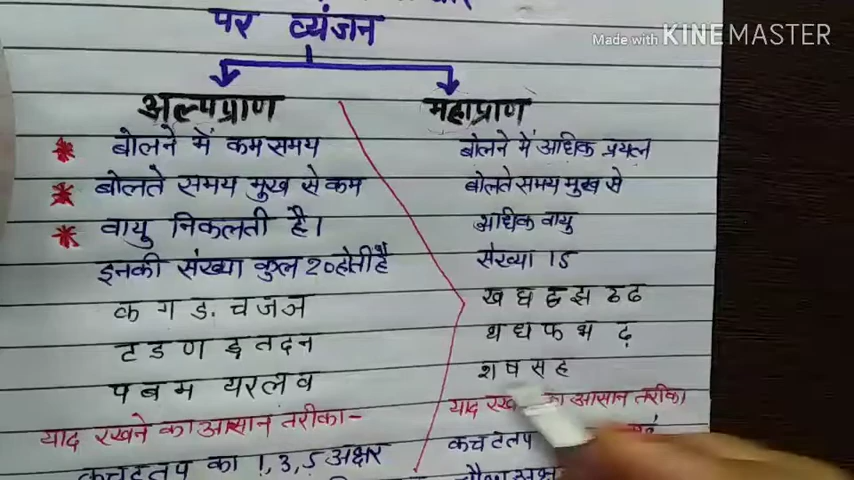 पर व्यंजन
Made with KINEMASTER
अल्पप्राण
बोलने में कम समय
बोलते समय मुख से कम
वायु निकलती है।
इनकी संख्या कुल 20 होती है
क ग ड. च ज ञ
ट ड ण ड़ त द न
प ब म य र ल व
याद रखने का आसान तरीका-
कचटतप का 1,3,5 अक्षर
महाप्राण
बोलने में अधिक प्रयत्न
बोलते समय मुख से
अधिक वायु
संख्या 15
ख घ छ झ ठ ढ
थ ध फ भ ढ़
श ष स ह
याद रखने का आसान तरीका
कचटतप